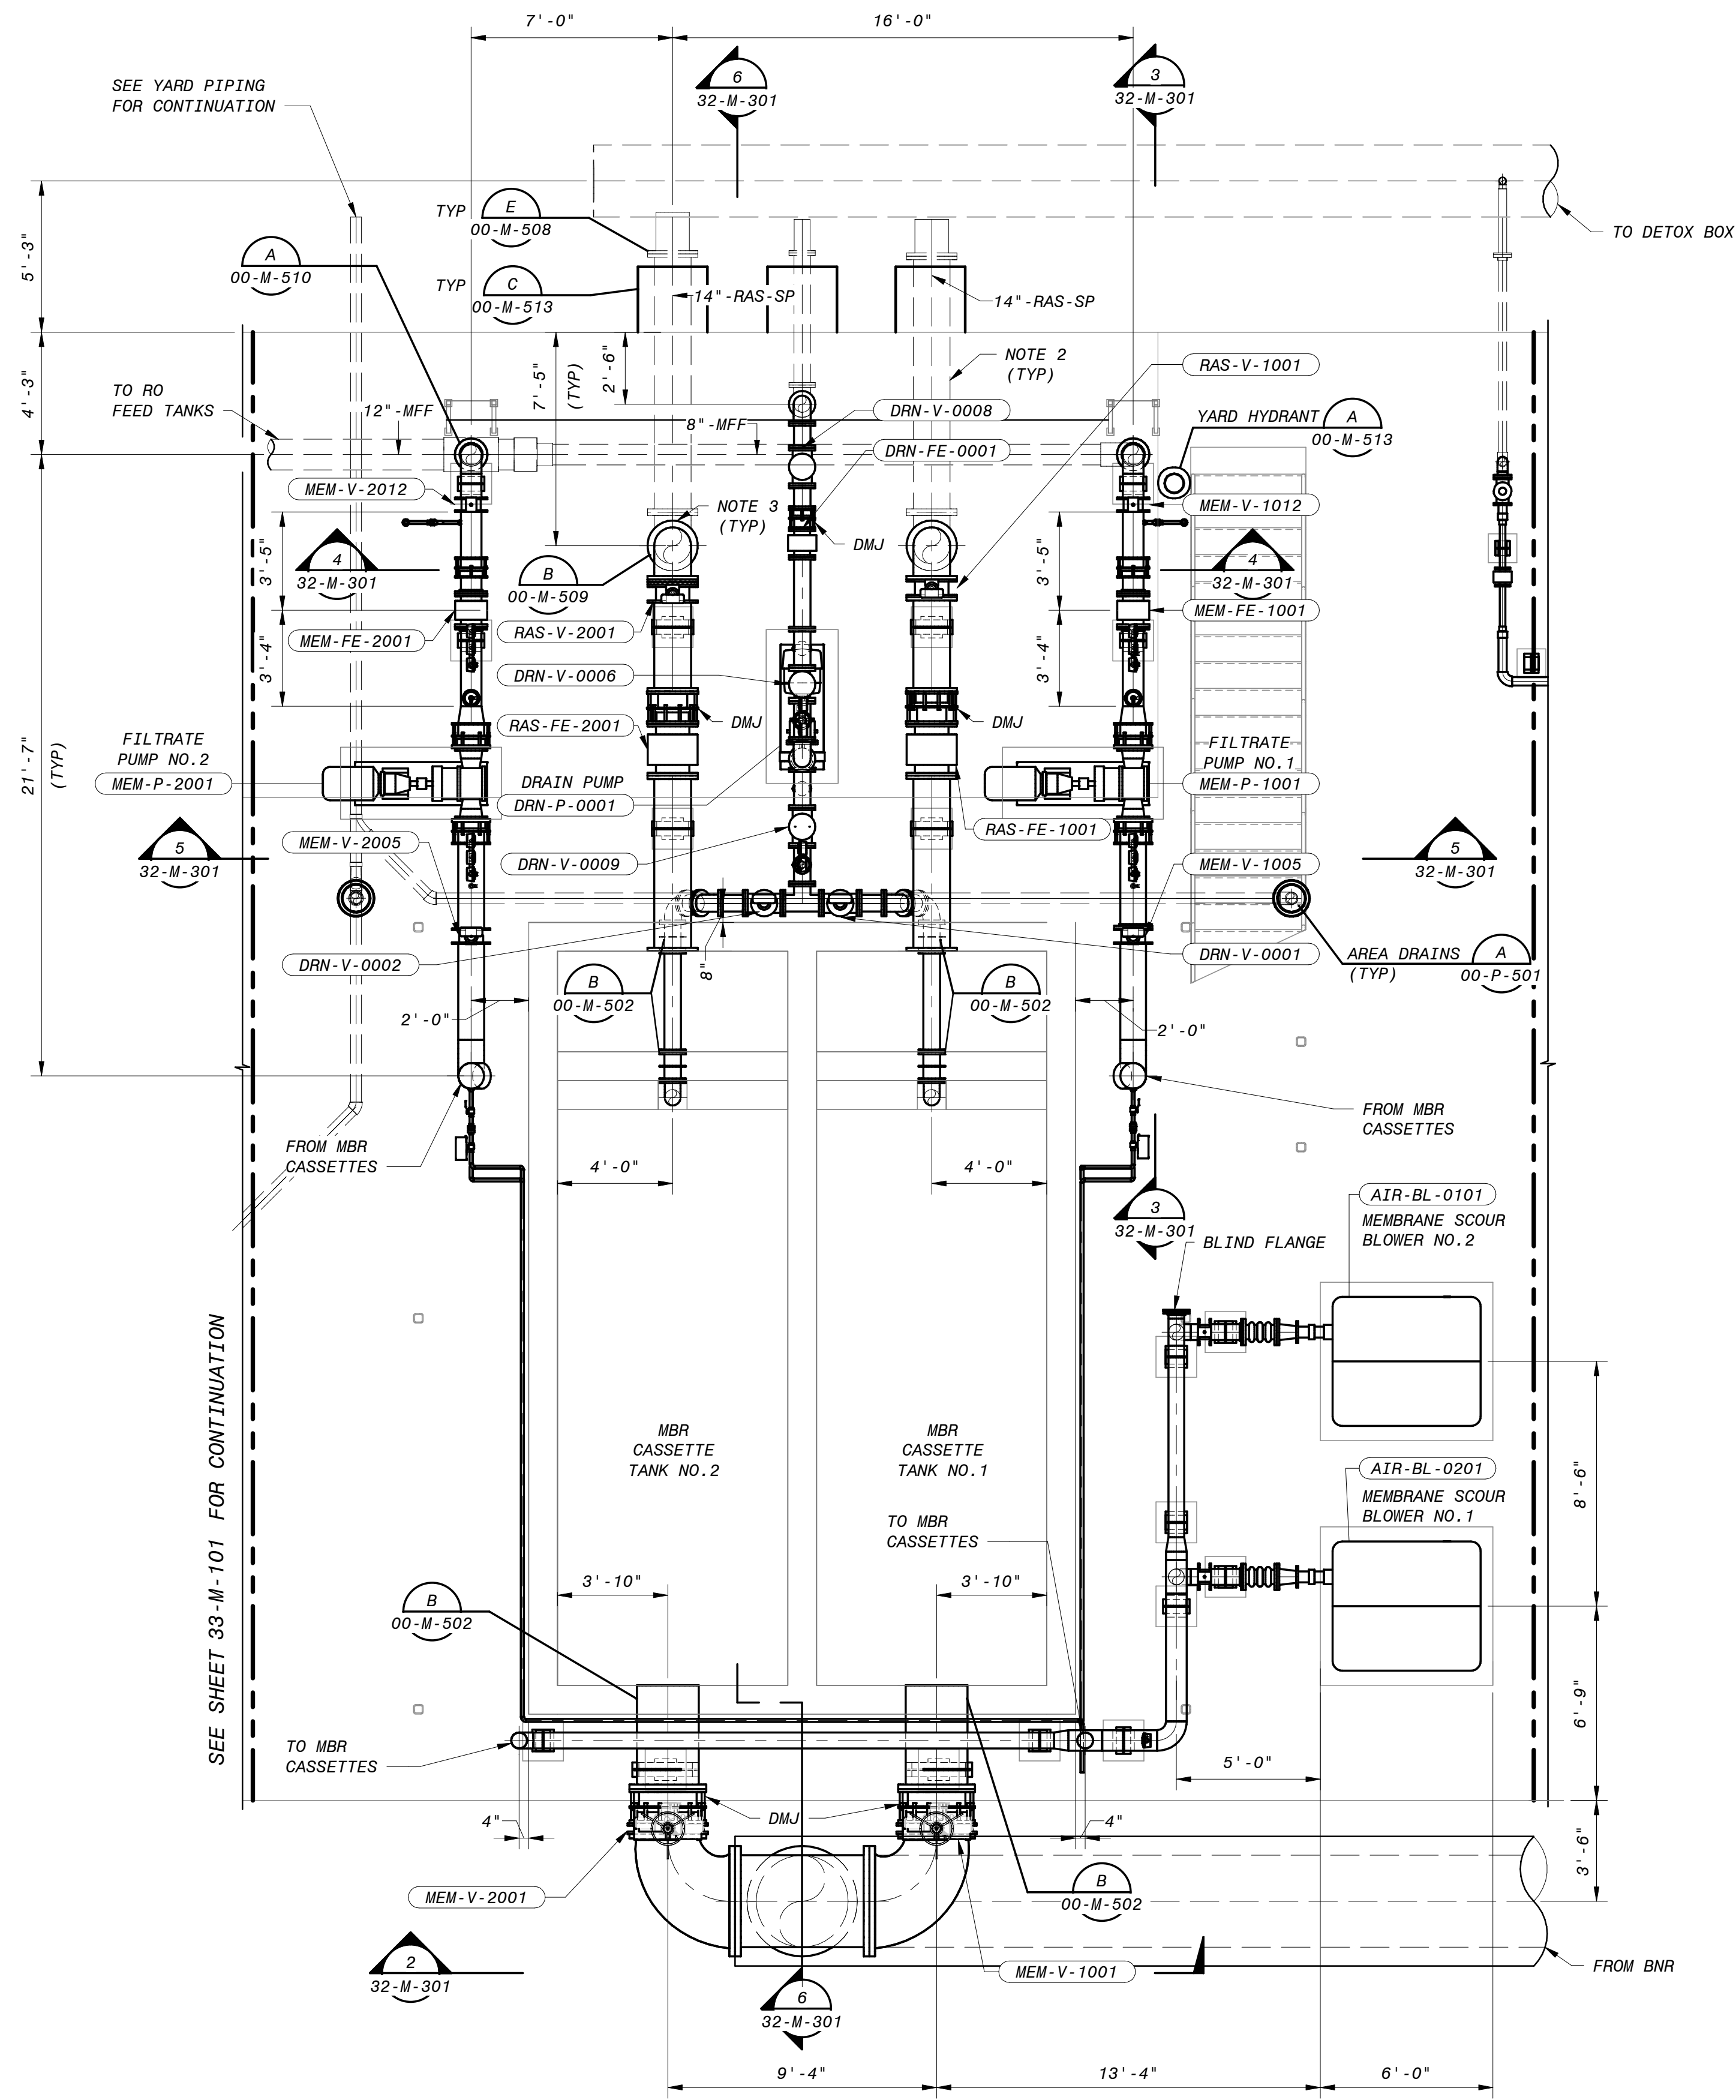 7'-0"
16'-0"
6
32-M-301
3
32-M-301
SEE YARD PIPING
FOR CONTINUATION
TYP
E
00-M-508
A
00-M-510
TYP
C
00-M-513
14"-RAS-SP
14"-RAS-SP
TO DETOX BOX
5'-3"
4'-3"
7'-5"
(TYP)
2'-6"
NOTE 2
(TYP)
RAS-V-1001
TO RO
FEED TANKS
12"-MFF
8"-MFF
DRN-V-0008
YARD HYDRANT
A
00-M-513
DRN-FE-0001
MEM-V-2012
NOTE 3
(TYP)
MEM-V-1012
DMJ
3'-5"
4
32-M-301
B
00-M-509
3'-5"
4
32-M-301
MEM-FE-1001
RAS-V-2001
MEM-FE-2001
3'-4"
DRN-V-0006
3'-4"
RAS-FE-2001
DMJ
DMJ
21'-7"
(TYP)
FILTRATE
PUMP NO.2
MEM-P-2001
DRAIN PUMP
DRN-P-0001
FILTRATE
PUMP NO.1
MEM-P-1001
RAS-FE-1001
5
32-M-301
MEM-V-2005
DRN-V-0009
MEM-V-1005
5
32-M-301
DRN-V-0002
8"
DRN-V-0001
AREA DRAINS
(TYP)
A
00-P-501
B
00-M-502
B
00-M-502
2'-0"
2'-0"
FROM MBR
CASSETTES
FROM MBR
CASSETTES
4'-0"
4'-0"
3
32-M-301
AIR-BL-0101
MEMBRANE SCOUR
BLOWER NO.2
BLIND FLANGE
SEE SHEET 33-M-101 FOR CONTINUATION
MBR
CASSETTE
TANK NO.2
MBR
CASSETTE
TANK NO.1
AIR-BL-0201
MEMBRANE SCOUR
BLOWER NO.1
8'-6"
TO MBR
CASSETTES
3'-10"
3'-10"
B
00-M-502
6'-9"
TO MBR
CASSETTES
5'-0"
4"
DMJ
4"
3'-6"
MEM-V-2001
B
00-M-502
2
32-M-301
MEM-V-1001
FROM BNR
6
32-M-301
9'-4"
13'-4"
6'-0"